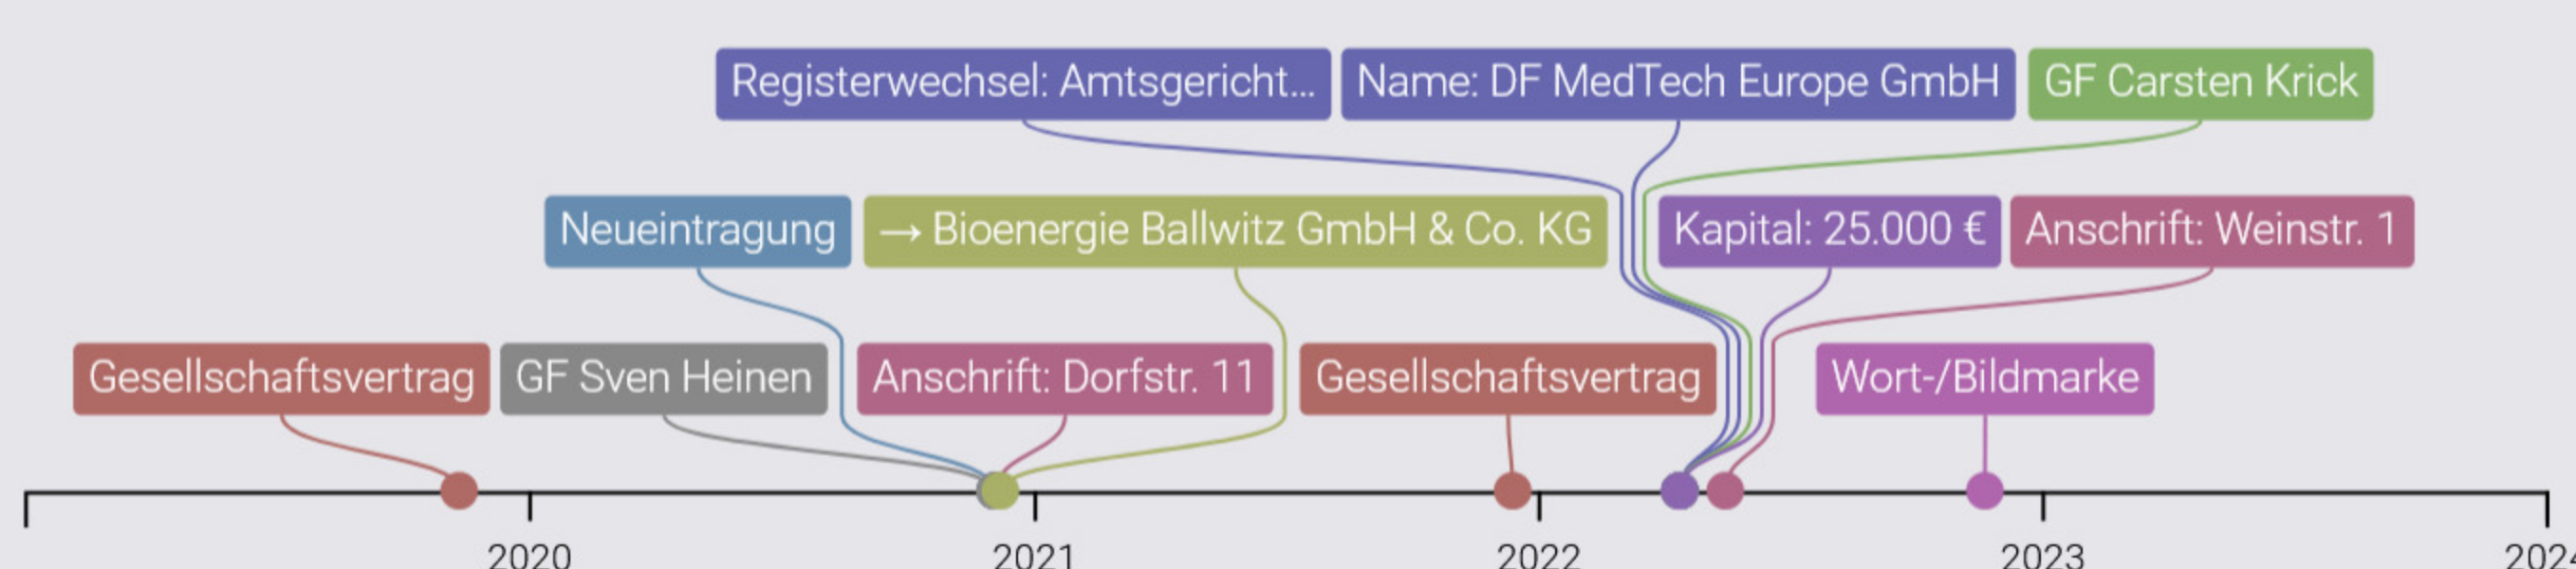 Registerwechsel: Amtsgericht...
Name: DF MedTech Europe GmbH
GF Carsten Krick
Neueintragung
→ Bioenergie Ballwitz GmbH & Co. KG
Kapital: 25.000 €
Anschrift: Weinstr. 1
Gesellschaftsvertrag
GF Sven Heinen
Anschrift: Dorfstr. 11
Gesellschaftsvertrag
Wort-/Bildmarke
2020
2021
2022
2023